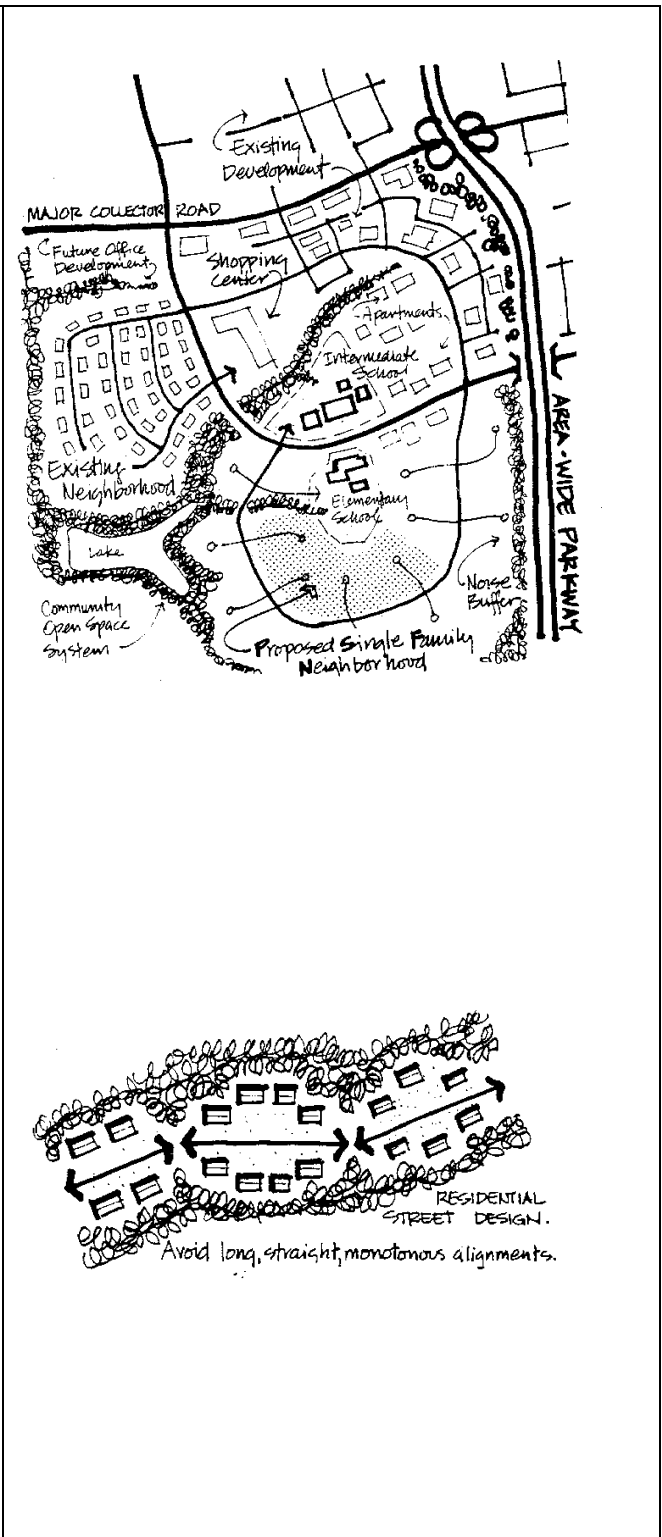 Existing
Development
MAJOR COLLECTOR ROAD
Future Office
Development
Shopping
Center
Apartments
Intermediate
School
AREA-WIDE PARKWAY
Existing
Neighborhood
Elementary
School
Lake
Noise
Buffer
Community
Open Space
System
Proposed Single Family
Neighborhood
RESIDENTIAL
STREET DESIGN.
Avoid long, straight, monotonous alignments.